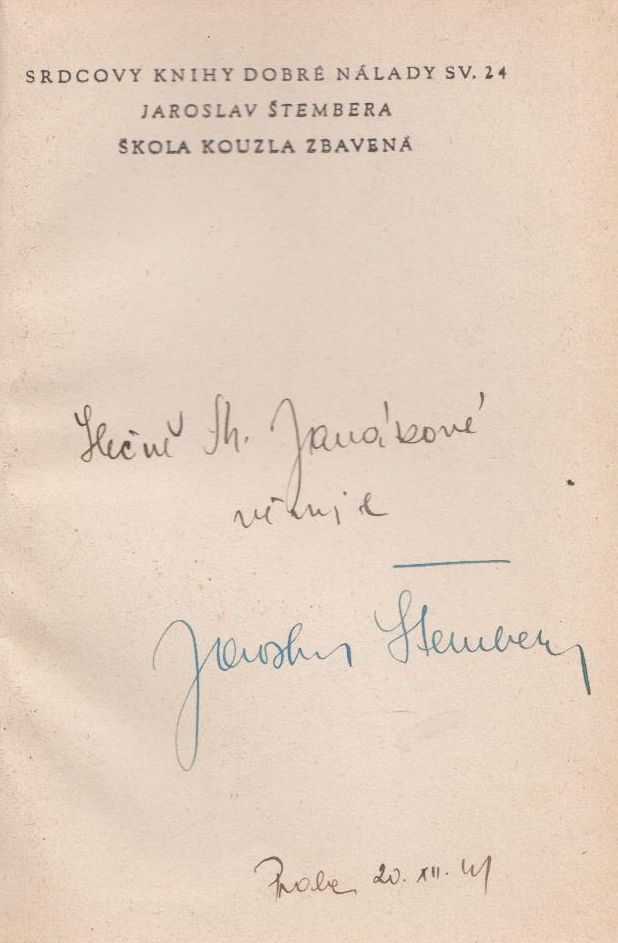 SRDCOVY KNIHY DOBRÉ NÁLADY SV. 24
JAROSLAV ŠTEMBERA
ŠKOLA KOUZLA ZBAVENÁ
Slečně Janákové
věnuje
Jaroslav Štembera
Praha 20. XII. 41